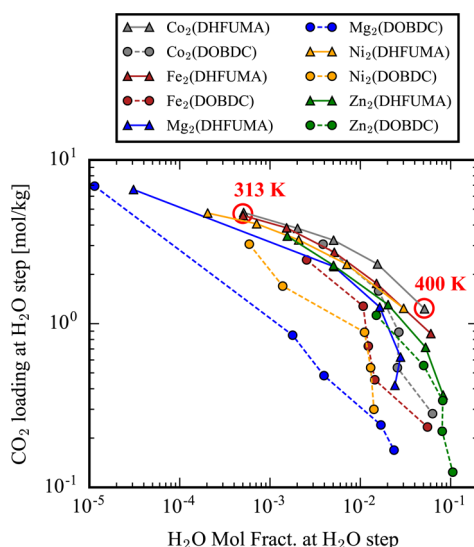 Co₂(DHFUMA)
Co₂(DOBDC)
Fe₂(DHFUMA)
Fe₂(DOBDC)
Mg₂(DHFUMA)
Mg₂(DOBDC)
Ni₂(DHFUMA)
Ni₂(DOBDC)
Zn₂(DHFUMA)
Zn₂(DOBDC)
10¹
10⁰
10⁻¹
CO₂ loading at H₂O step [mol/kg]
313 K
400 K
10⁻⁵
10⁻⁴
10⁻³
10⁻²
10⁻¹
H₂O Mol Fract. at H₂O step